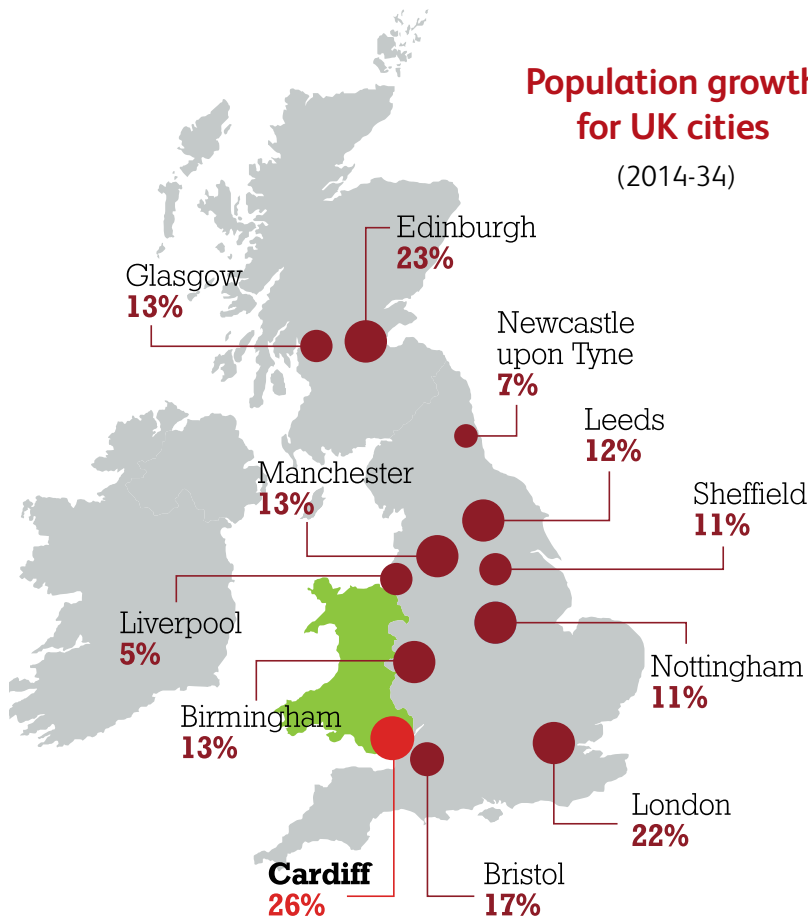 Population growth
for UK cities
(2014-34)
Edinburgh
23%
Glasgow
13%
Newcastle
upon Tyne
7%
Leeds
12%
Manchester
13%
Sheffield
11%
Liverpool
5%
Nottingham
11%
Birmingham
13%
London
22%
Cardiff
26%
Bristol
17%